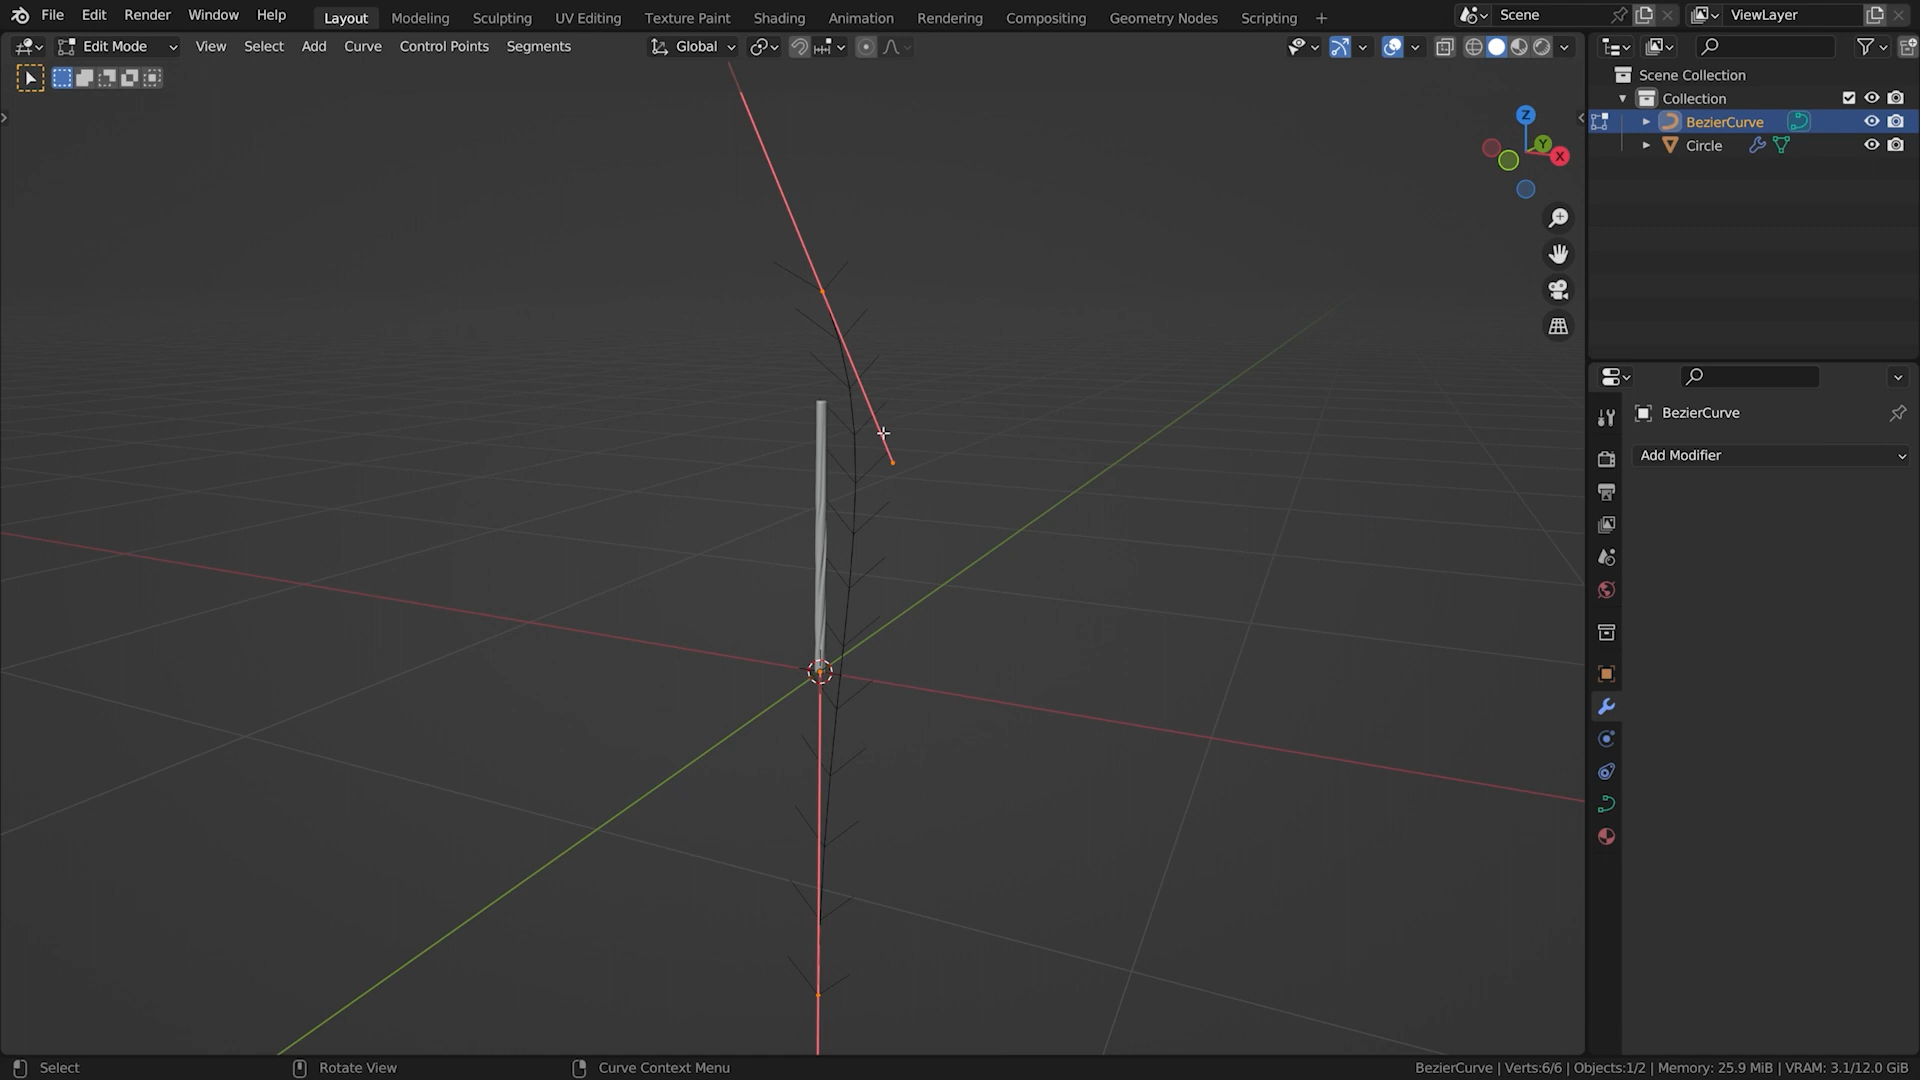 File Edit Render Window Help Layout Modeling Sculpting UV Editing Texture Paint Shading Animation Rendering Compositing Geometry Nodes Scripting + Scene ViewLayer
Edit Mode View Select Add Curve Control Points Segments Global
Scene Collection
Collection
BezierCurve
Circle
Z
Y
X
BezierCurve
Add Modifier
Select Rotate View Curve Context Menu BezierCurve | Verts:6/6 | Objects:1/2 | Memory: 25.9 MiB | VRAM: 3.1/12.0 GiB